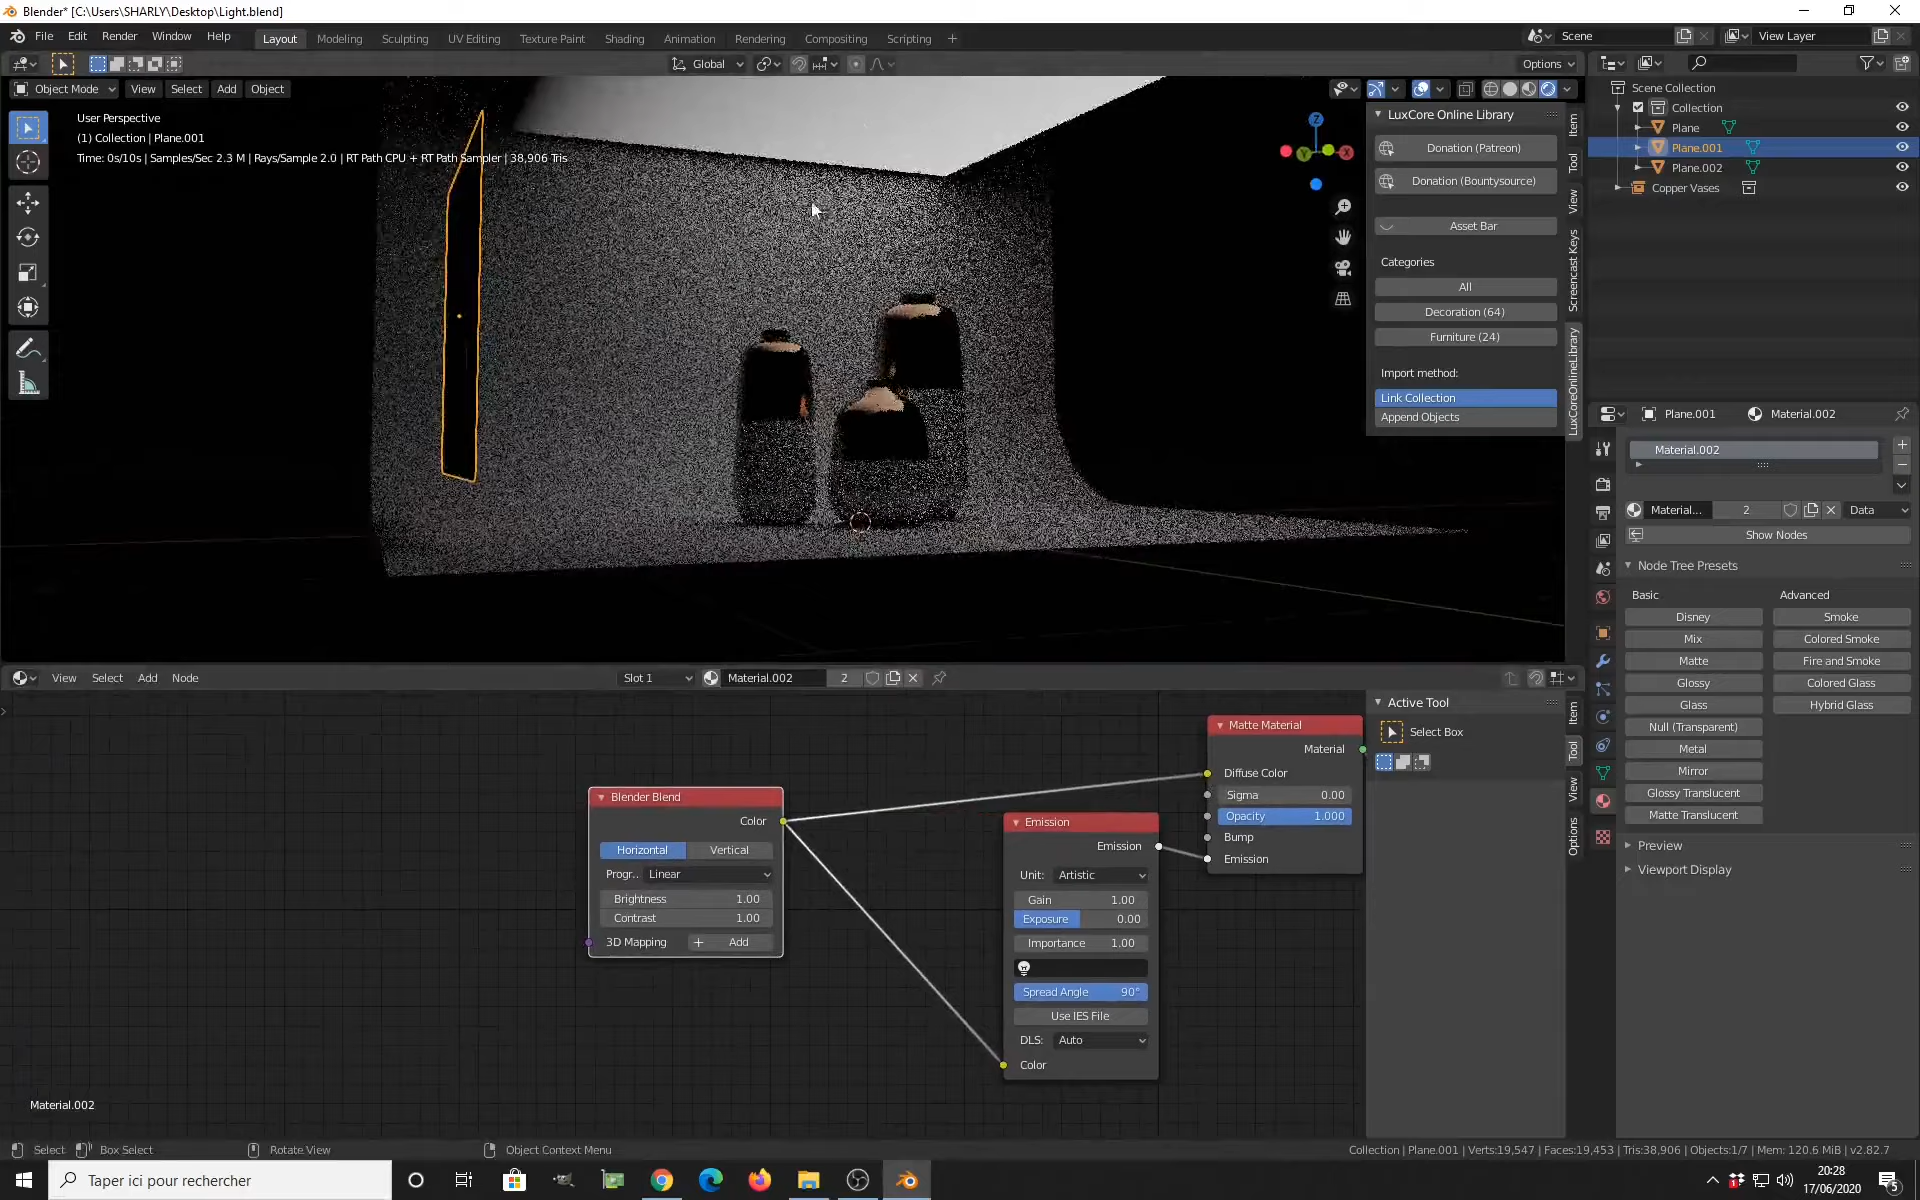 Blender* [C:\Users\SHARLY\Desktop\Light.blend]
File Edit Render Window Help
Layout Modeling Sculpting UV Editing Texture Paint Shading Animation Rendering Compositing Scripting +
Scene
View Layer
Global
Options
Object Mode View Select Add Object
User Perspective
(1) Collection | Plane.001
Time: 0s/10s | Samples/Sec 2.3 M | Rays/Sample 2.0 | RT Path CPU + RT Path Sampler | 38,906 Tris
Z
Y
X
LuxCore Online Library
Donation (Patreon)
Donation (Bountysource)
Asset Bar
Categories
All
Decoration (64)
Furniture (24)
Import method:
Link Collection
Append Objects
Item
Tool
View
Screencast Keys
LuxCoreOnlineLibrary
Scene Collection
Collection
Plane
Plane.001
Plane.002
Copper Vases
Plane.001 Material.002
Material.002
Material... 2 Data
Show Nodes
Node Tree Presets
Basic Advanced
Disney Smoke
Mix Colored Smoke
Matte Fire and Smoke
Glossy Colored Glass
Glass Hybrid Glass
Null (Transparent)
Metal
Mirror
Glossy Translucent
Matte Translucent
Preview
Viewport Display
View Select Add Node
Slot 1
Material.002 2
Blender Blend
Color
Horizontal Vertical
Progr.. Linear
Brightness 1.00
Contrast 1.00
3D Mapping + Add
Emission
Emission
Unit: Artistic
Gain 1.00
Exposure 0.00
Importance 1.00
Spread Angle 90°
Use IES File
DLS: Auto
Color
Matte Material
Material
Diffuse Color
Sigma 0.00
Opacity 1.000
Bump
Emission
Active Tool
Select Box
Item
Tool
View
Options
Material.002
Select Box Select Rotate View Object Context Menu
Collection | Plane.001 | Verts:19,547 | Faces:19,453 | Tris:38,906 | Objects:1/7 | Mem: 120.6 MiB | v2.82.7
Taper ici pour rechercher
20:28
17/06/2020
5